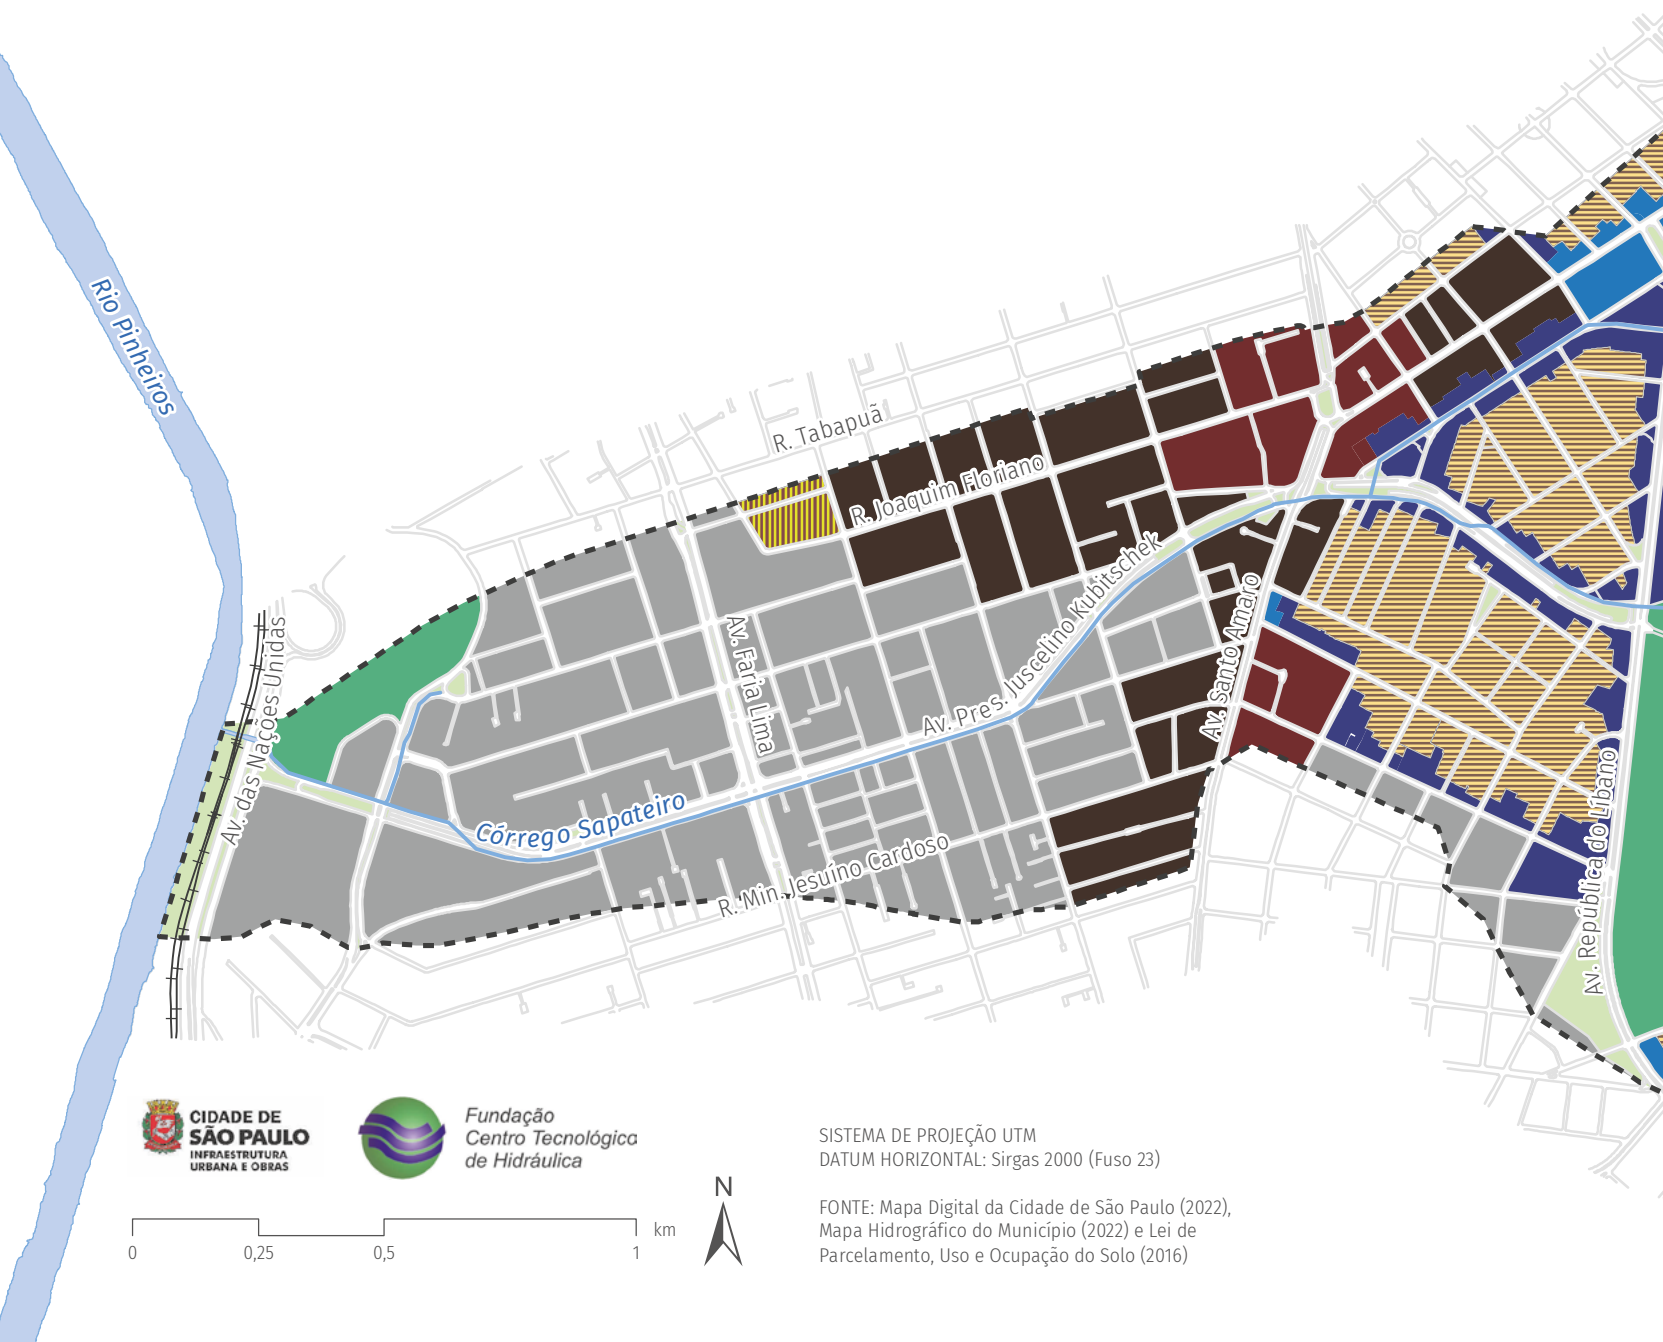 Rio Pinheiros
R. Tabapuã
R. Joaquim Floriano
Av. Pres. Juscelino Kubitschek
Av. Faria Lima
Av. Santo Amaro
Av. das Nações Unidas
Córrego Sapateiro
R. Min. Jesuíno Cardoso
Av. República do Líbano
CIDADE DE
SÃO PAULO
INFRAESTRUTURA
URBANA E OBRAS
Fundação
Centro Tecnológico
de Hidráulica
N
0
0,25
0,5
1
km
SISTEMA DE PROJEÇÃO UTM
DATUM HORIZONTAL: Sirgas 2000 (Fuso 23)
FONTE: Mapa Digital da Cidade de São Paulo (2022),
Mapa Hidrográfico do Município (2022) e Lei de
Parcelamento, Uso e Ocupação do Solo (2016)